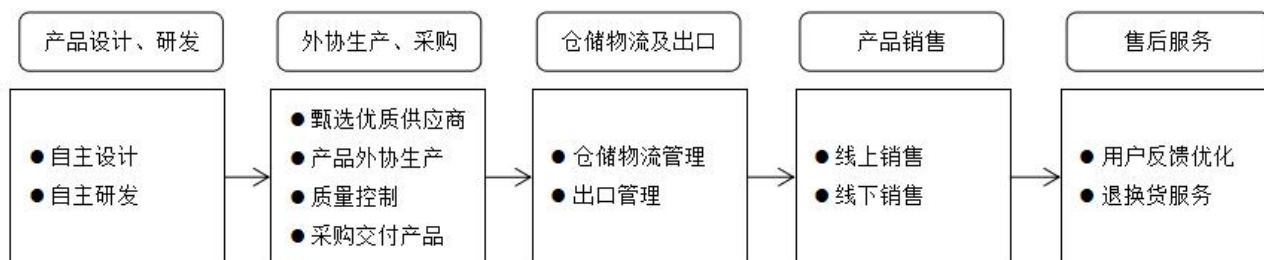 产品设计、研发
外协生产、采购
仓储物流及出口
产品销售
售后服务
●自主设计
●自主研发
●甄选优质供应商
●产品外协生产
●质量控制
●采购交付产品
●仓储物流管理
●出口管理
●线上销售
●线下销售
●用户反馈优化
●退换货服务